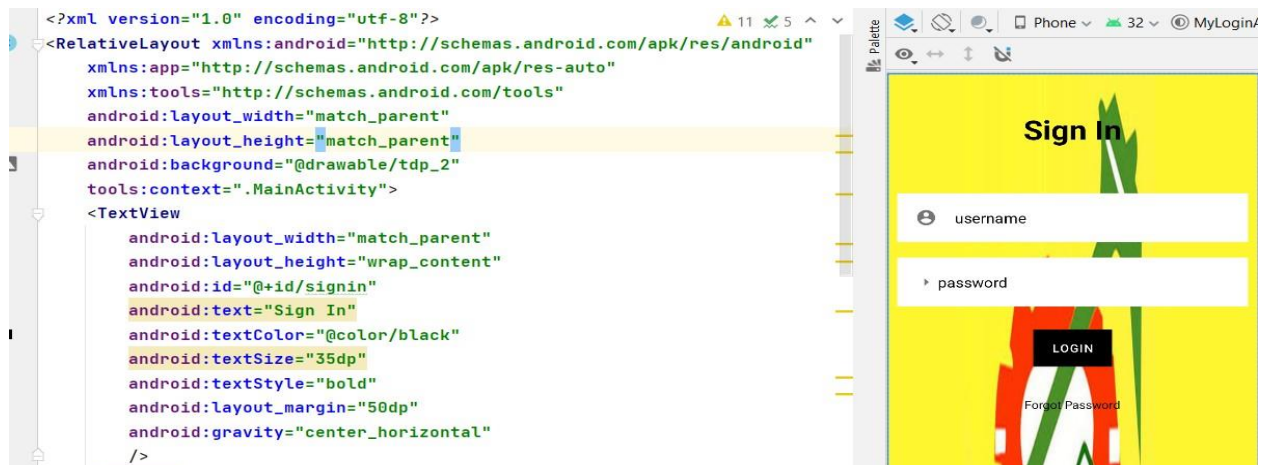 <?xml version="1.0" encoding="utf-8"?>
11 5
<RelativeLayout xmlns:android="http://schemas.android.com/apk/res/android"
xmlns:app="http://schemas.android.com/apk/res-auto"
xmlns:tools="http://schemas.android.com/tools"
android:layout_width="match_parent"
android:layout_height="match_parent"
android:background="@drawable/tdp_2"
tools:context=".MainActivity">
<TextView
android:layout_width="match_parent"
android:layout_height="wrap_content"
android:id="@+id/signin"
android:text="Sign In"
android:textColor="@color/black"
android:textSize="35dp"
android:textStyle="bold"
android:layout_margin="50dp"
android:gravity="center_horizontal"
/>
Palette
Phone 32 MyLoginA
Sign In
username
password
LOGIN
Forgot Password